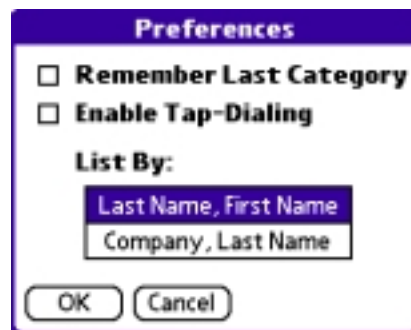 Preferences
Remember Last Category
Enable Tap-Dialing
List By:
Last Name, First Name
Company, Last Name
OK Cancel